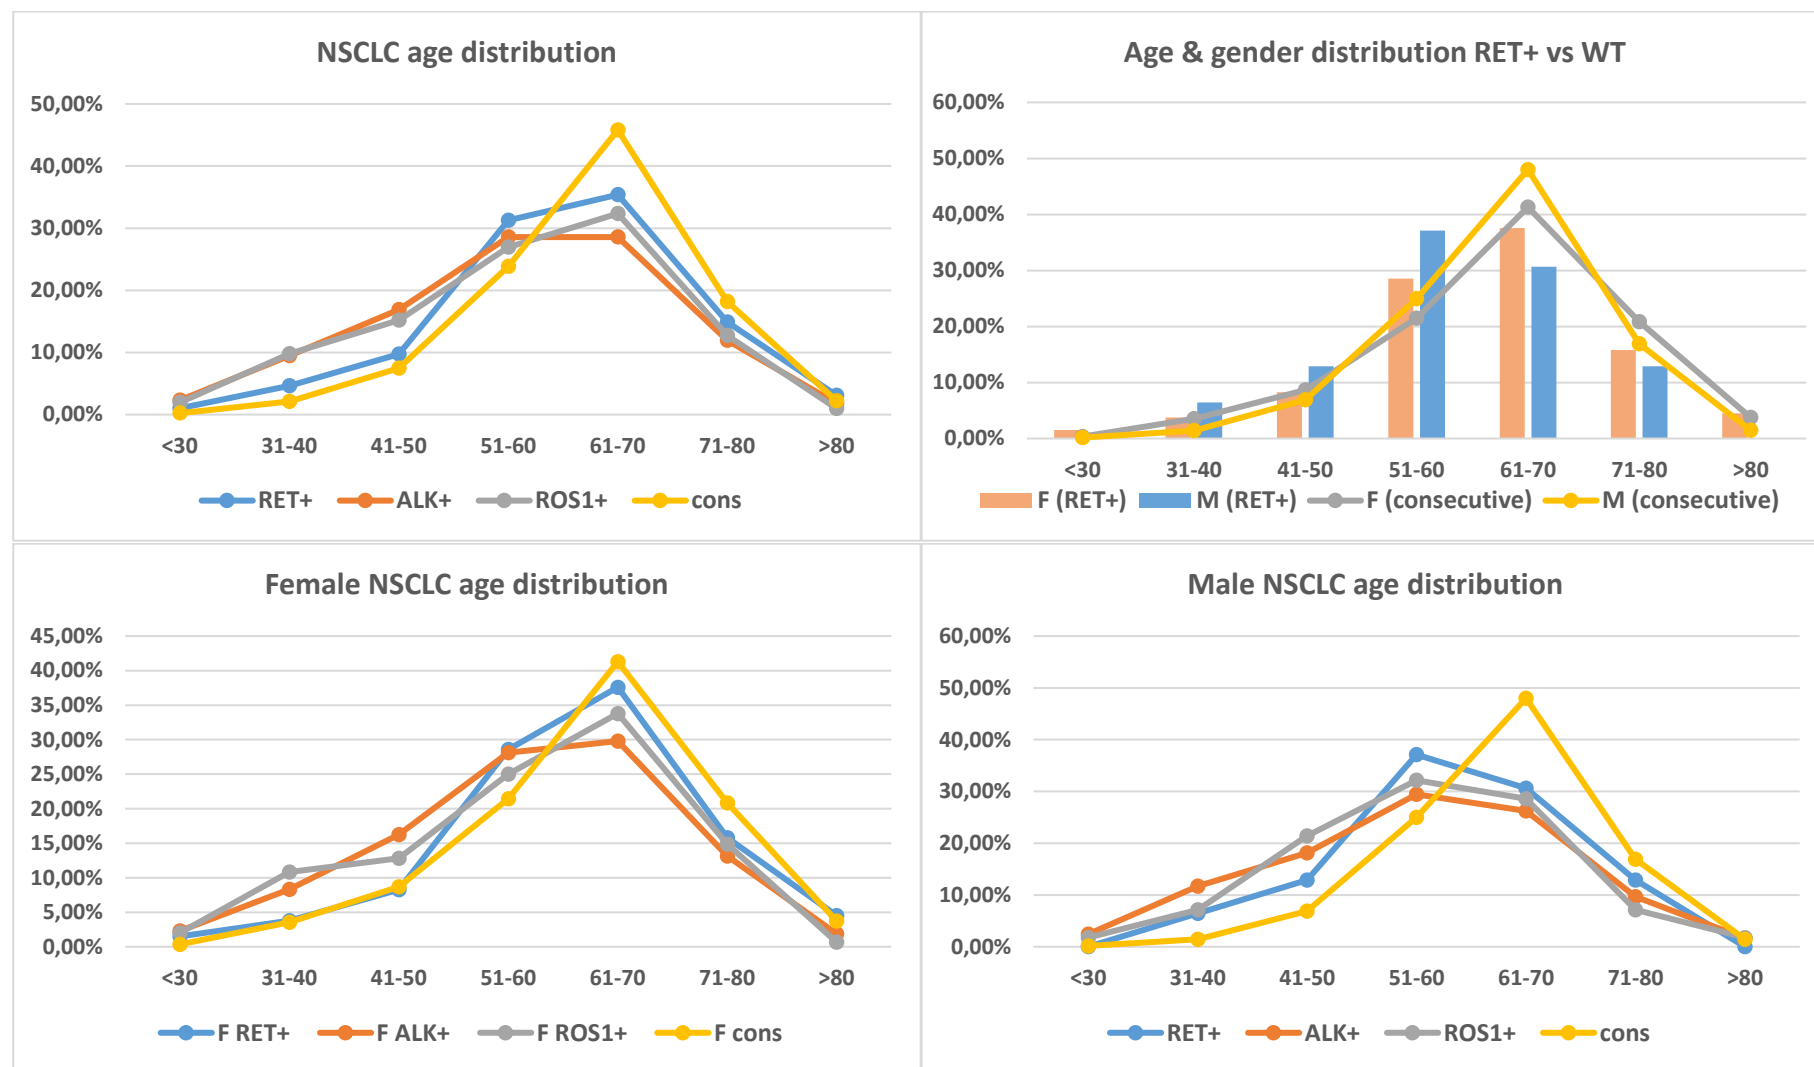 NSCLC age distribution
50,00%
40,00%
30,00%
20,00%
10,00%
0,00%
<30 31-40 41-50 51-60 61-70 71-80 >80
RET+ ALK+ ROS1+ cons
Age & gender distribution RET+ vs WT
60,00%
50,00%
40,00%
30,00%
20,00%
10,00%
0,00%
<30 31-40 41-50 51-60 61-70 71-80 >80
F (RET+) M (RET+) F (consecutive) M (consecutive)
Female NSCLC age distribution
45,00%
40,00%
35,00%
30,00%
25,00%
20,00%
15,00%
10,00%
5,00%
0,00%
<30 31-40 41-50 51-60 61-70 71-80 >80
F RET+ F ALK+ F ROS1+ F cons
Male NSCLC age distribution
60,00%
50,00%
40,00%
30,00%
20,00%
10,00%
0,00%
<30 31-40 41-50 51-60 61-70 71-80 >80
RET+ ALK+ ROS1+ cons